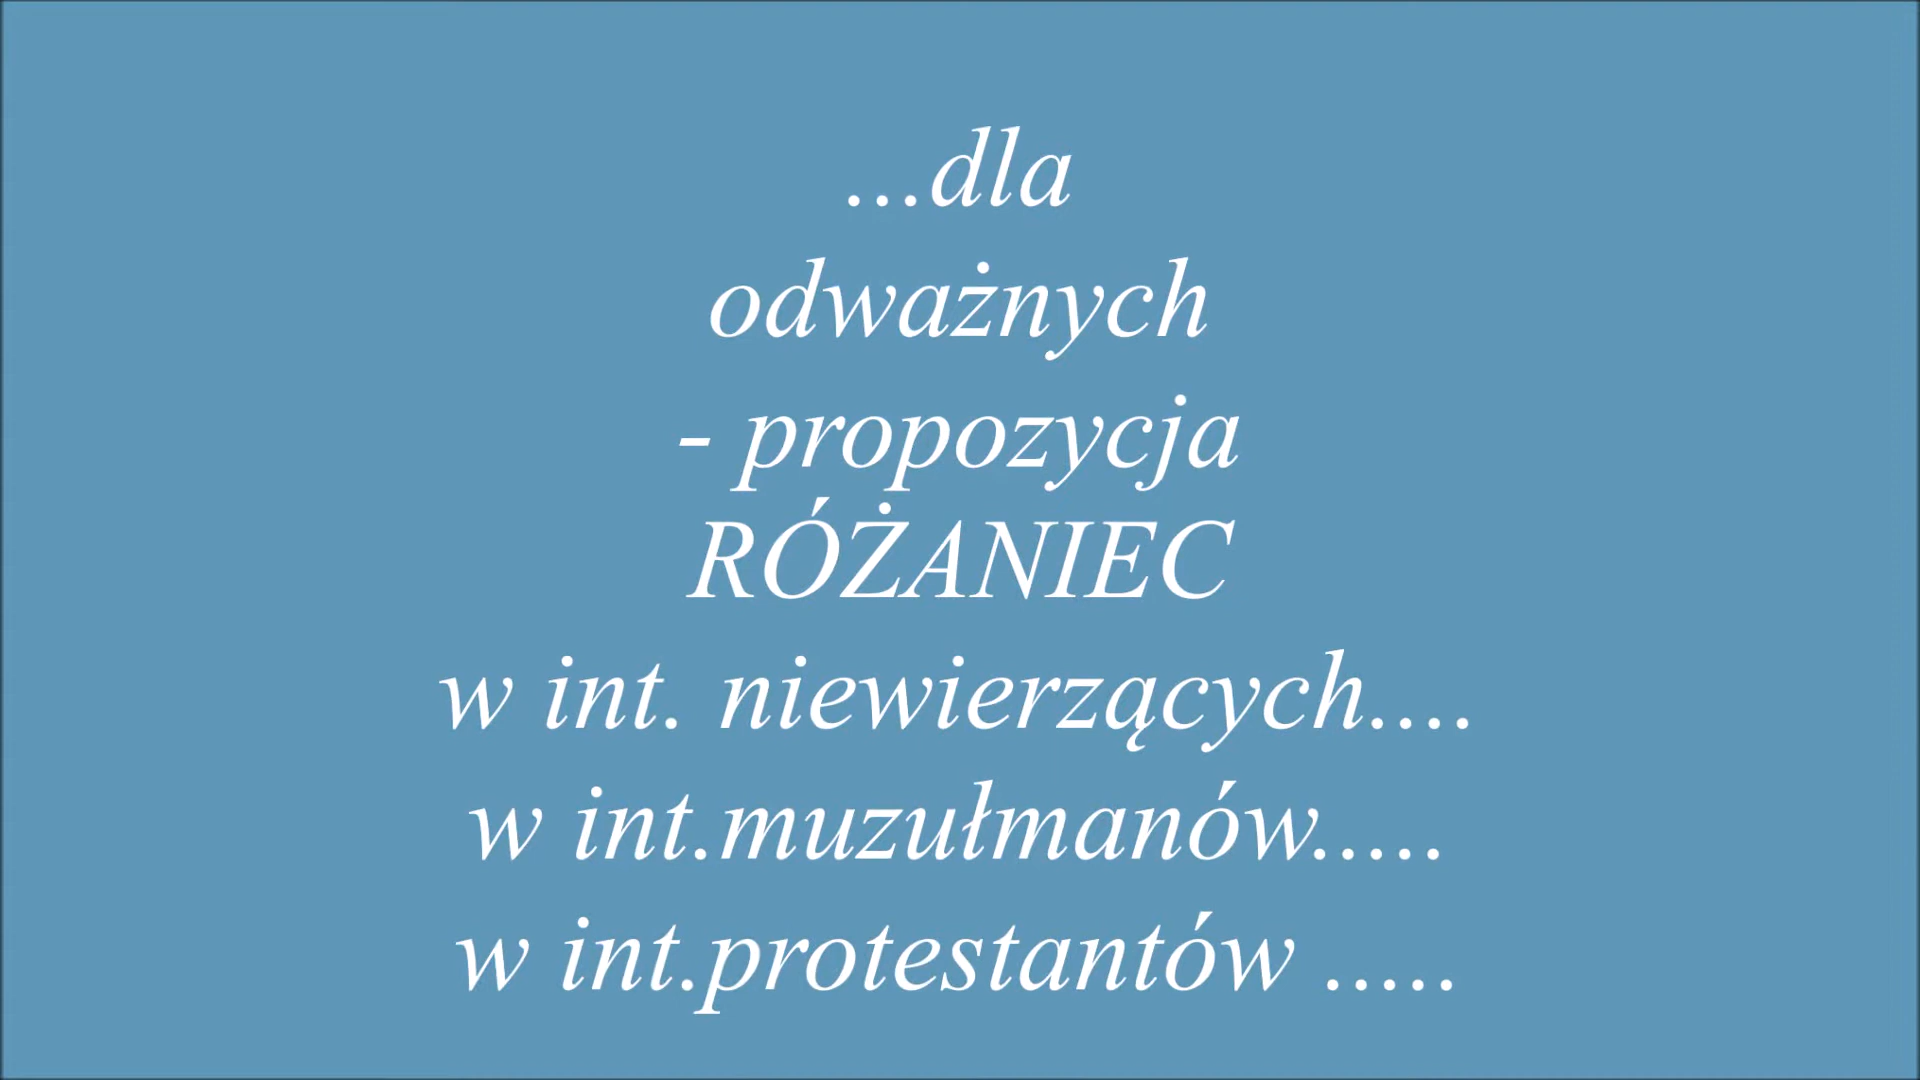 ...dla
odważnych
- propozycja
RÓŻANIEC
w int. niewierzących....
w int.muzułmanów.....
w int.protestantów .....